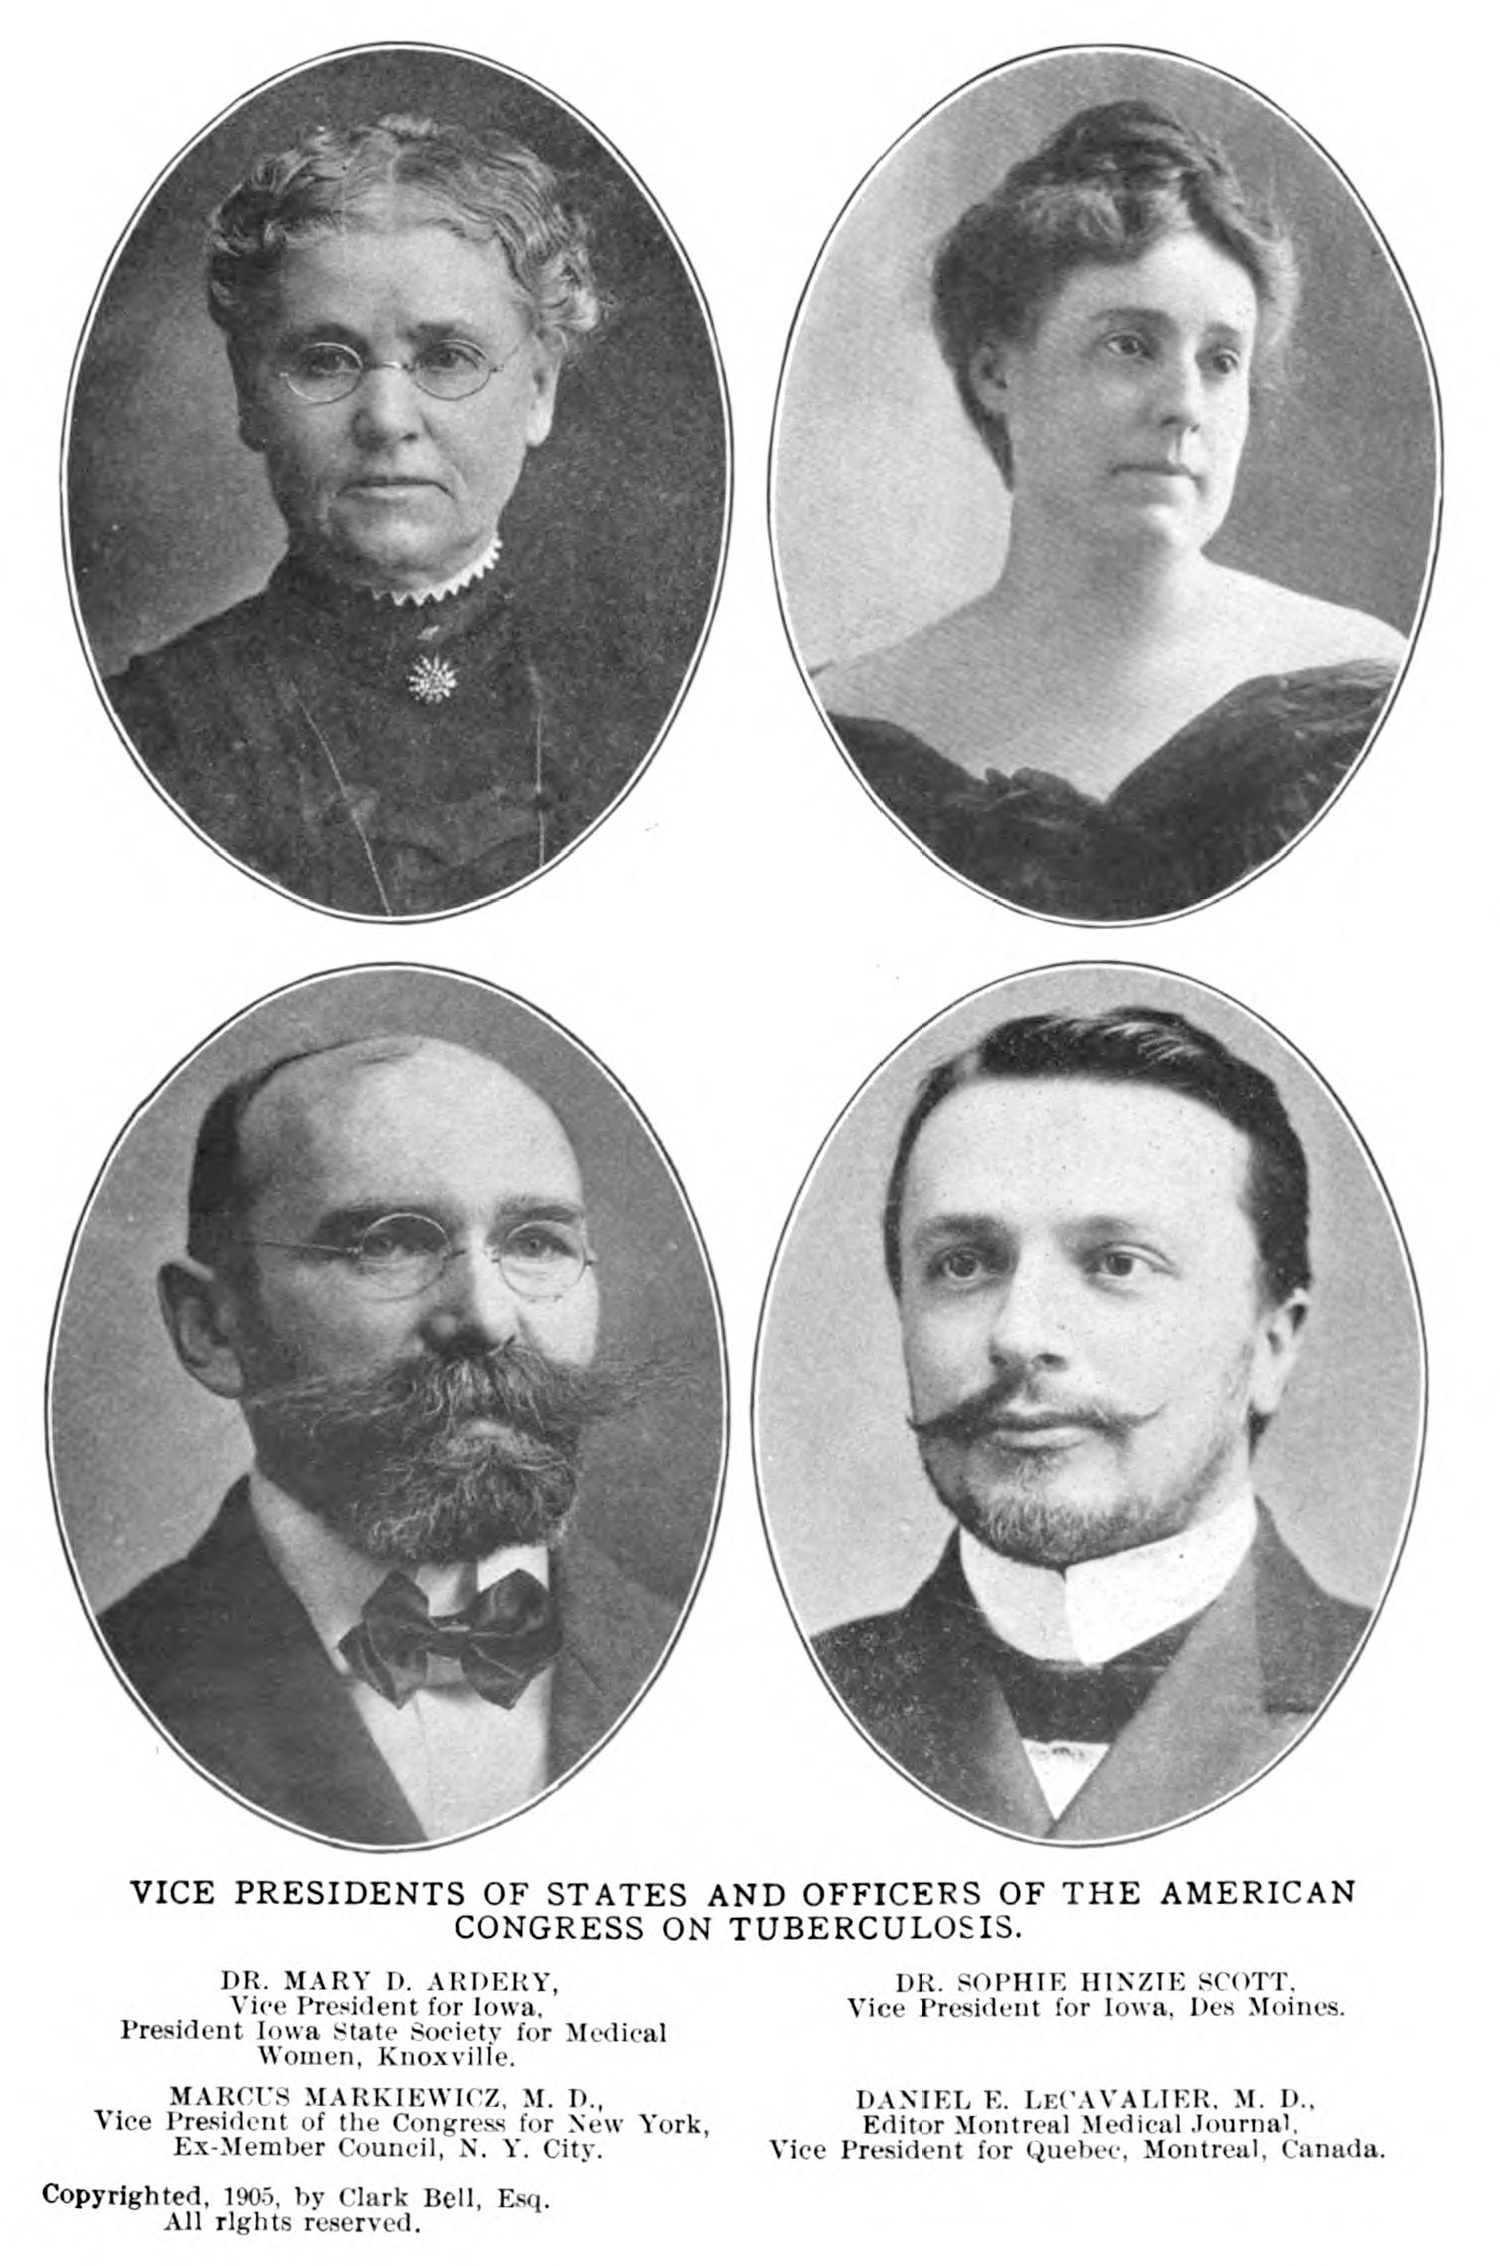 VICE PRESIDENTS OF STATES AND OFFICERS OF THE AMERICAN
CONGRESS ON TUBERCULOSIS.
DR. MARY D. ARDERY,
Vice President for Iowa,
President Iowa State Society for Medical
Women, Knoxville.
DR. SOPHIE HINZIE SCOTT,
Vice President for Iowa, Des Moines.
MARCUS MARKIEWICZ, M. D.,
Vice President of the Congress for New York,
Ex-Member Council, N. Y. City.
DANIEL E. LECAVALIER, M. D.,
Editor Montreal Medical Journal,
Vice President for Quebec, Montreal, Canada.
Copyrighted, 1905, by Clark Bell, Esq.
All rights reserved.